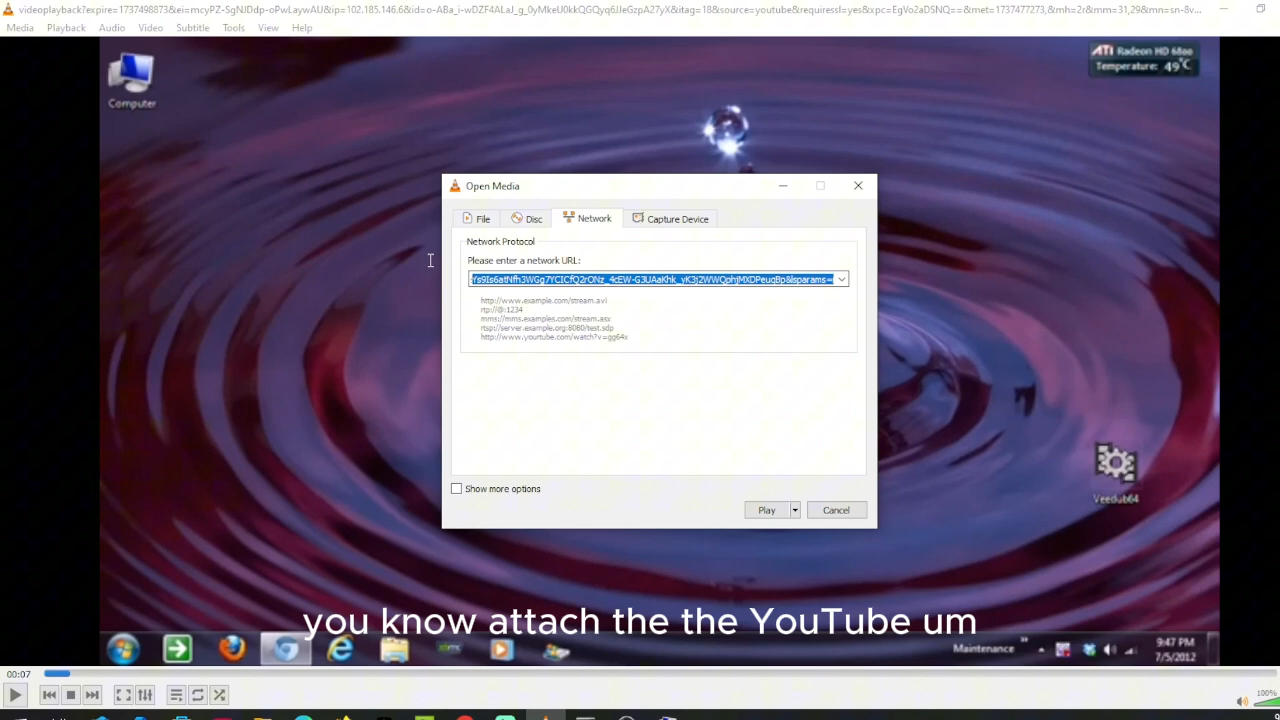 Media Playback Audio Video Subtitle Tools View Help
Computer
ATI Radeon HD 6800
Temperature: 49°C
Open Media
File Disc Network Capture Device
Network Protocol
Please enter a network URL:
http://www.example.com/stream.avi
rtp://@:1234
mms://mms.examples.com/stream.asx
rtsp://server.example.org:8080/test.sdp
http://www.yourtube.com/watch?v=gg64x
Show more options
Play Cancel
Veedub64
you know attach the the YouTube um
Maintenance
9:47 PM
7/5/2012
00:07
100%